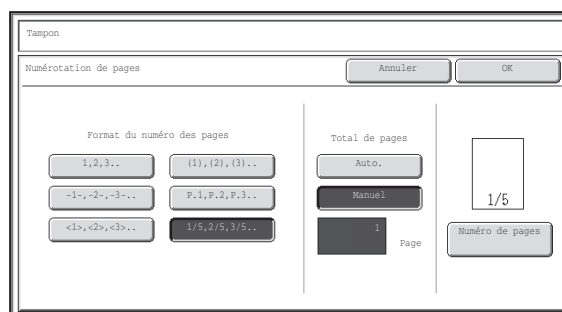 Tampon
Numérotation de pages
Annuler
OK
Format du numéro des pages
1,2,3..
(1),(2),(3)..
-1-,-2-,-3-..
P.1,P.2,P.3..
<1>,<2>,<3>..
1/5,2/5,3/5..
Total de pages
Auto.
Manuel
1
Page
1/5
Numéro de pages